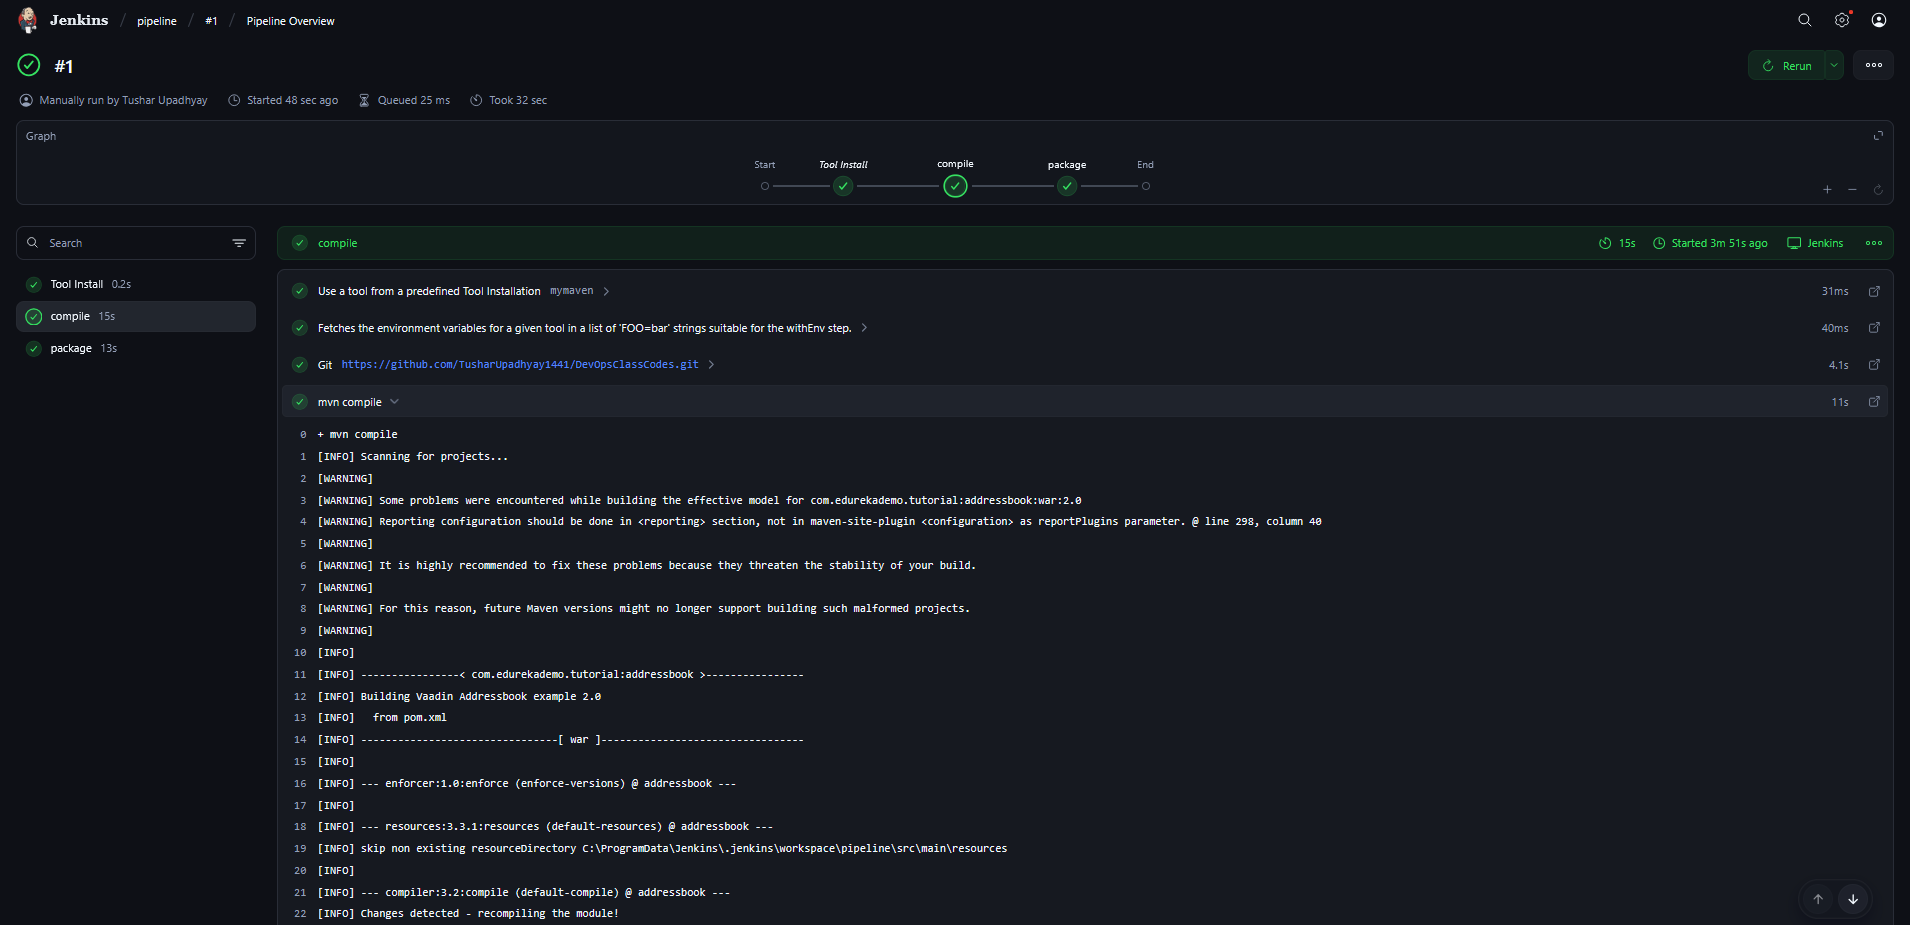 Jenkins / pipeline / #1 / Pipeline Overview
#1
Rerun
Manually run by Tushar Upadhyay Started 48 sec ago Queued 25 ms Took 32 sec
Graph
Start Tool Install compile package End
Search
Tool Install 0.2s
compile 15s
package 13s
compile 15s Started 3m 51s ago Jenkins
Use a tool from a predefined Tool Installation mymaven 31ms
Fetches the environment variables for a given tool in a list of 'FOO=bar' strings suitable for the withEnv step. 40ms
Git https://github.com/TusharUpadhyay1441/DevOpsClassCodes.git 4.1s
mvn compile 11s
0 + mvn compile
1 [INFO] Scanning for projects...
2 [WARNING]
3 [WARNING] Some problems were encountered while building the effective model for com.edurekademo.tutorial:addressbook:war:2.0
4 [WARNING] Reporting configuration should be done in <reporting> section, not in maven-site-plugin <configuration> as reportPlugins parameter. @ line 298, column 40
5 [WARNING]
6 [WARNING] It is highly recommended to fix these problems because they threaten the stability of your build.
7 [WARNING]
8 [WARNING] For this reason, future Maven versions might no longer support building such malformed projects.
9 [WARNING]
10 [INFO]
11 [INFO] ----------------< com.edurekademo.tutorial:addressbook >----------------
12 [INFO] Building Vaadin Addressbook example 2.0
13 [INFO]   from pom.xml
14 [INFO] --------------------------------[ war ]---------------------------------
15 [INFO]
16 [INFO] --- enforcer:1.0:enforce (enforce-versions) @ addressbook ---
17 [INFO]
18 [INFO] --- resources:3.3.1:resources (default-resources) @ addressbook ---
19 [INFO] skip non existing resourceDirectory C:\ProgramData\Jenkins\.jenkins\workspace\pipeline\src\main\resources
20 [INFO]
21 [INFO] --- compiler:3.2:compile (default-compile) @ addressbook ---
22 [INFO] Changes detected - recompiling the module!